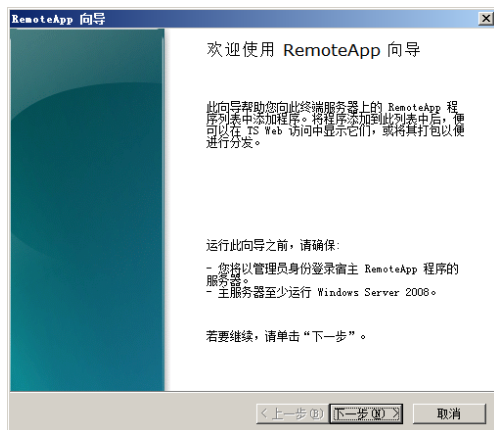 RemoteApp 向导
欢迎使用 RemoteApp 向导
此向导帮助您向此终端服务器上的 RemoteApp 程
序列表中添加程序。将程序添加到此列表中后，便
可以在 TS Web 访问中显示它们，或将其打包以便
进行分发。
运行此向导之前，请确保:
- 您将以管理员身份登录宿主 RemoteApp 程序的
服务器。
- 主服务器至少运行 Windows Server 2008。
若要继续，请单击“下一步”。
< 上一步(B) 下一步(N) > 取消